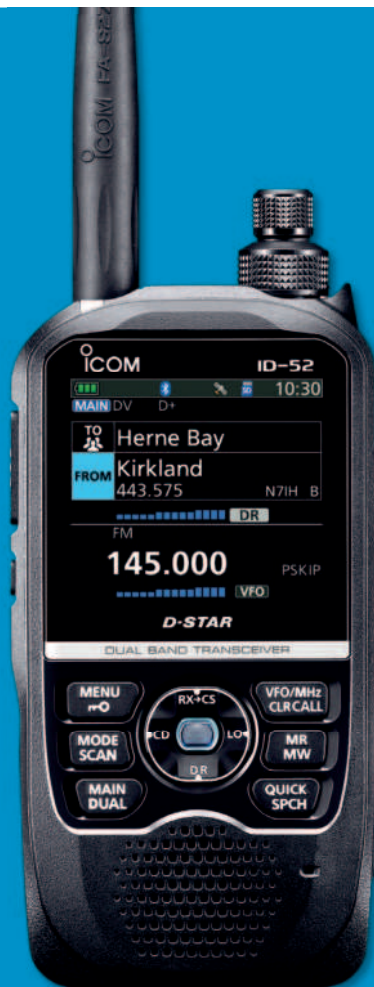 ICOM FA-S2
ICOM ID-52
10:30
MAIN DV D+
TO Herne Bay
FROM Kirkland
443.575 N7IH B
DR
FM
145.000 PSKIP
VFO
D-STAR
DUAL BAND TRANSCEIVER
MENU RX→CS VFO/MHz
CLR CALL
MODE CD LO MR
SCAN MW
MAIN DR QUICK
DUAL SPCH